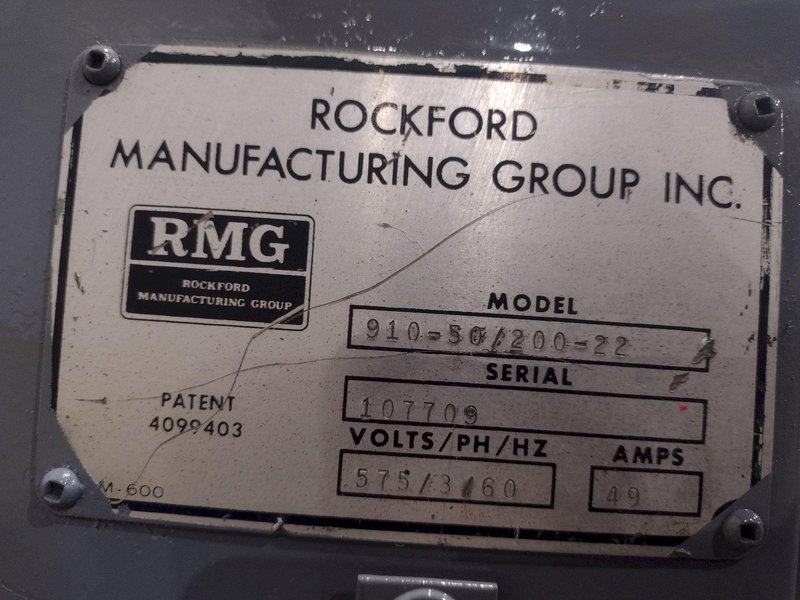 ROCKFORD
MANUFACTURING GROUP INC.
RMG
ROCKFORD
MANUFACTURING GROUP
MODEL
910-50/200-22
SERIAL
107709
PATENT
4099403
VOLTS/PH/HZ
575/3/60
AMPS
49
M-600